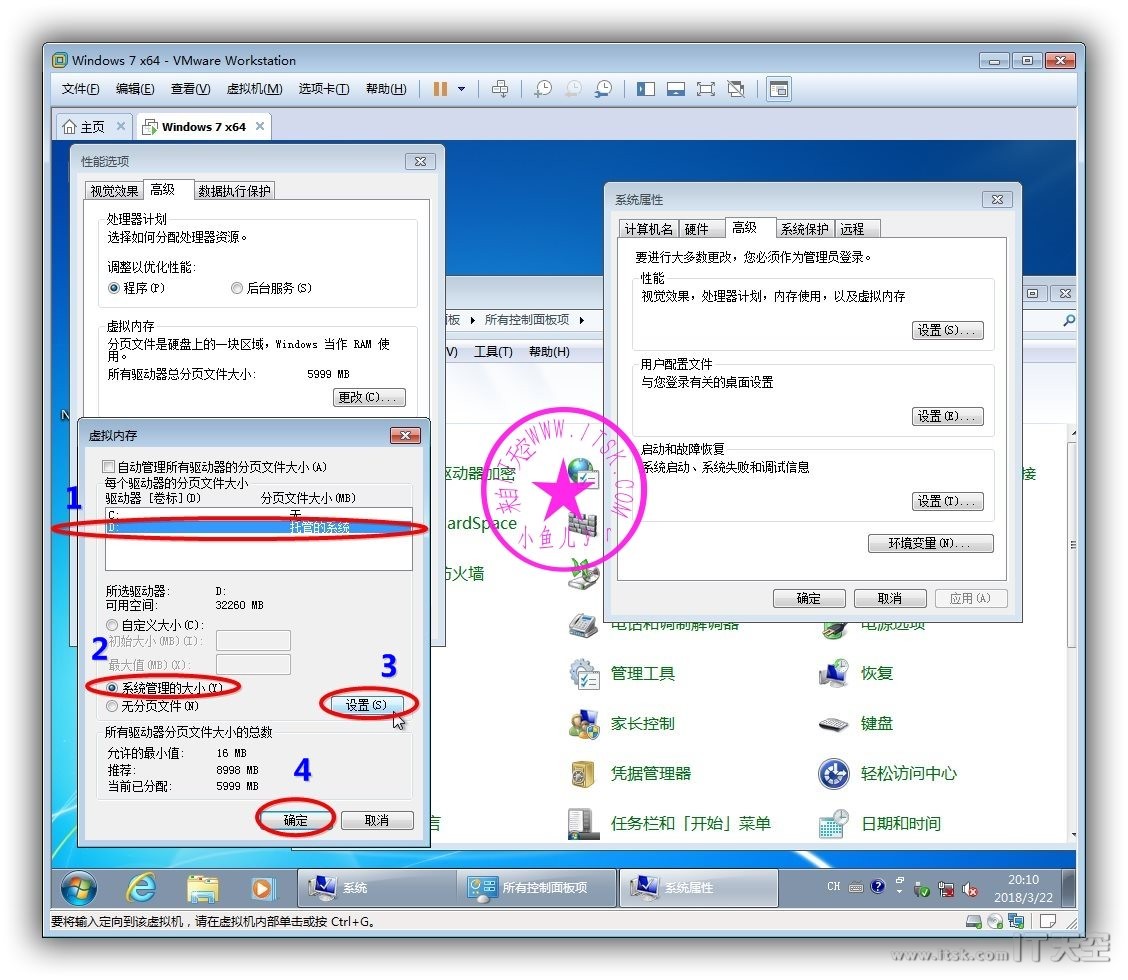 Windows 7 x64 - VMware Workstation
文件(F) 编辑(E) 查看(V) 虚拟机(M) 选项卡(T) 帮助(H)
主页 Windows 7 x64
性能选项
视觉效果 高级 数据执行保护
处理器计划
选择如何分配处理器资源。
调整以优化性能:
程序(P) 后台服务(S)
虚拟内存
分页文件是硬盘上的一块区域，Windows 当作 RAM 使
用。
所有驱动器总分页文件大小: 5999 MB
更改(C)...
虚拟内存
自动管理所有驱动器的分页文件大小(A)
每个驱动器的分页文件大小
驱动器 [卷标](D) 分页文件大小(MB)
1
C: 无
D: 托管的系统
所选驱动器: D:
可用空间: 32260 MB
自定义大小(C):
初始大小(MB)(I):
2
最大值(MB)(X):
3
系统管理的大小(Y)
设置(S)
无分页文件(N)
所有驱动器分页文件大小的总数
允许的最小值: 16 MB
推荐: 8998 MB
当前已分配: 5999 MB
4
确定 取消
系统属性
计算机名 硬件 高级 系统保护 远程
要进行大多数更改，您必须作为管理员登录。
性能
视觉效果，处理器计划，内存使用，以及虚拟内存
设置(S)...
用户配置文件
与您登录有关的桌面设置
设置(E)...
启动和故障恢复
系统启动、系统失败和调试信息
设置(T)...
环境变量(N)...
确定 取消 应用(A)
板 所有控制面板项
V) 工具(T) 帮助(H)
N
驱动器加密
ardSpace
防火墙
接
言
来自IT天空WWW.ITSK.COM
小鱼儿
电话和调制解调器 电源选项
管理工具 恢复
家长控制 键盘
凭据管理器 轻松访问中心
任务栏和「开始」菜单 日期和时间
系统 所有控制面板项 系统属性 CH 20:10
2018/3/22
要将输入定向到该虚拟机，请在虚拟机内部单击或按 Ctrl+G。
www.itsk.com IT天空